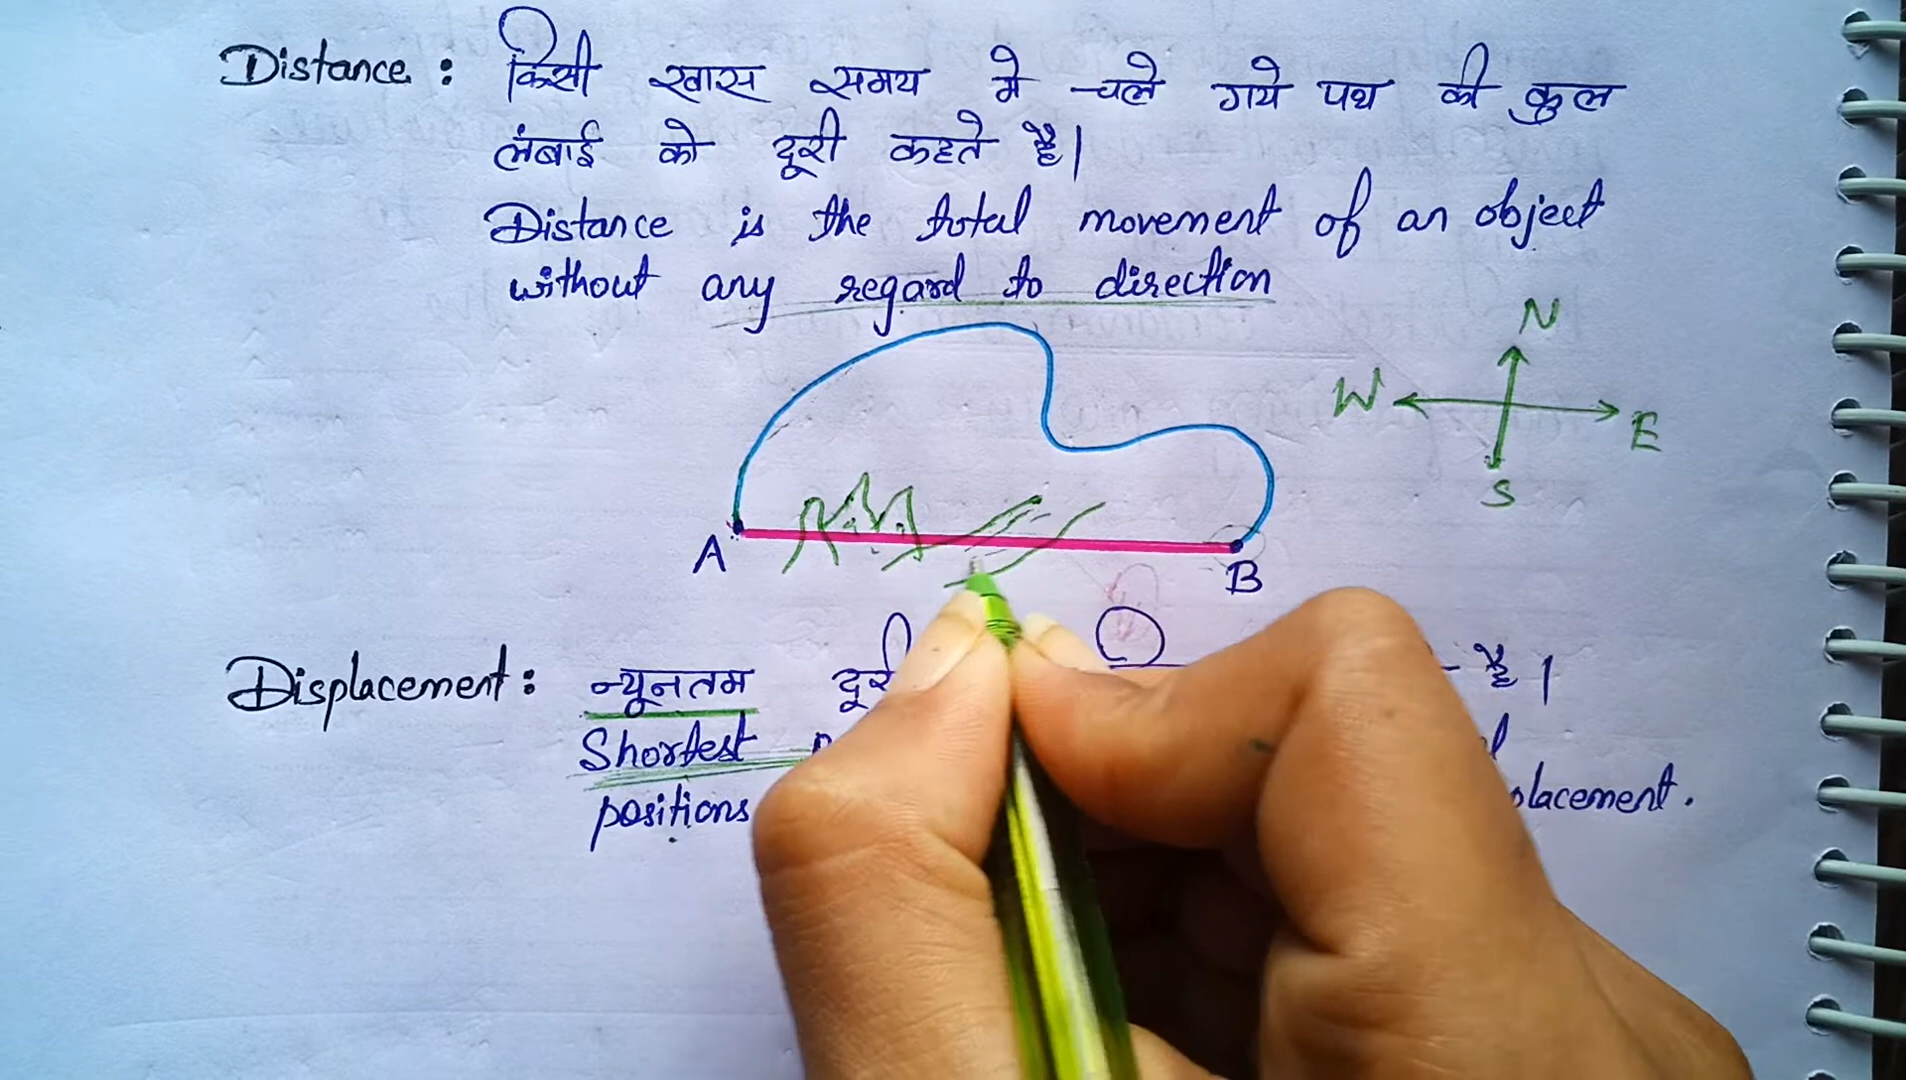 Distance : किसी खास समय मे चले गये पथ की कुल
लंबाई को दूरी कहते है।
Distance is the total movement of an object
without any regard to direction
N
W
E
S
A
B
Displacement : न्यूनतम दूरी है।
Shortest
positions